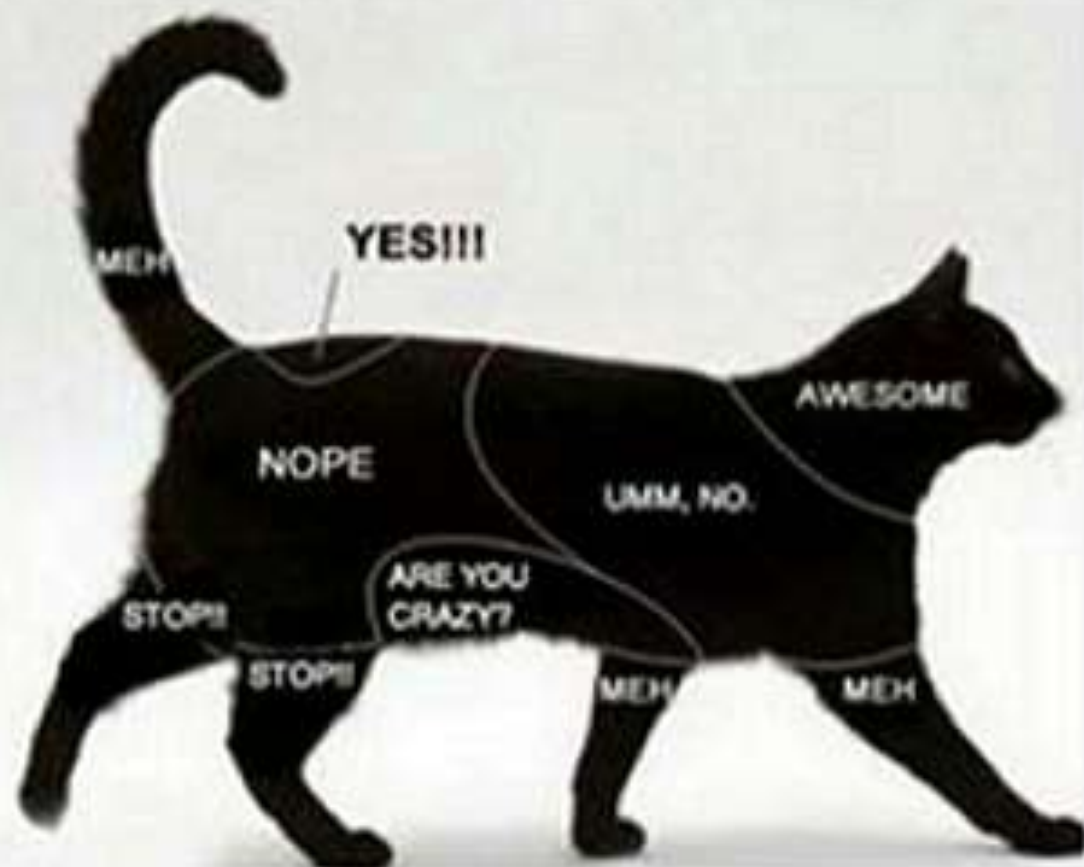 YES!!!
MEH
AWESOME
NOPE
UMM, NO.
ARE YOU
CRAZY?
STOP!!
STOP!!
MEH
MEH